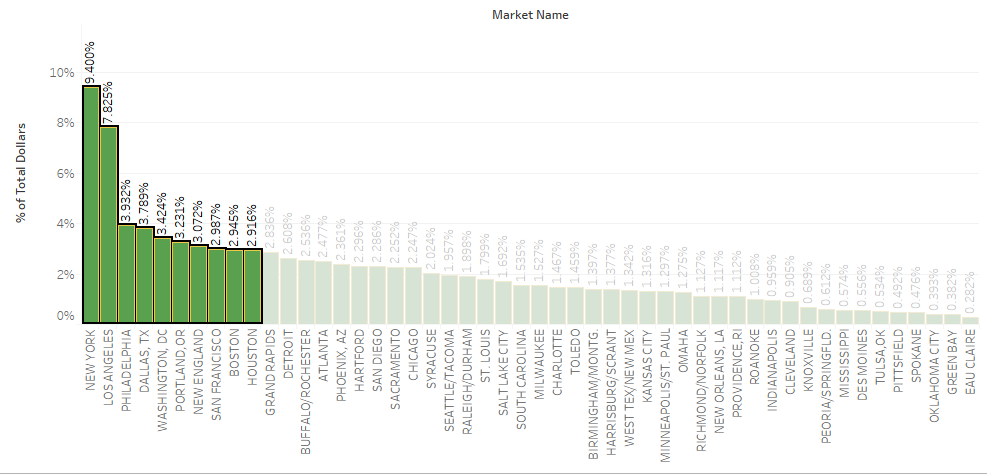 Market Name
% of Total Dollars
10%
8%
6%
4%
2%
0%
9.400%
7.825%
3.932%
3.789%
3.424%
3.231%
3.072%
2.987%
2.945%
2.916%
2.836%
2.608%
2.536%
2.477%
2.361%
2.296%
2.286%
2.252%
2.247%
2.024%
1.957%
1.898%
1.799%
1.692%
1.535%
1.527%
1.467%
1.459%
1.397%
1.377%
1.342%
1.316%
1.297%
1.275%
1.127%
1.117%
1.112%
1.008%
0.959%
0.905%
0.689%
0.612%
0.574%
0.556%
0.534%
0.492%
0.476%
0.393%
0.382%
0.282%
NEW YORK
LOS ANGELES
PHILADELPHIA
DALLAS, TX
WASHINGTON, DC
PORTLAND,OR
NEW ENGLAND
SAN FRANCISCO
BOSTON
HOUSTON
GRAND RAPIDS
DETROIT
BUFFALO/ROCHESTER
ATLANTA
PHOENIX, AZ
HARTFORD
SAN DIEGO
SACRAMENTO
CHICAGO
SYRACUSE
SEATTLE/TACOMA
RALEIGH/DURHAM
ST. LOUIS
SALT LAKE CITY
SOUTH CAROLINA
MILWAUKEE
CHARLOTTE
TOLEDO
BIRMINGHAM/MONTG.
HARRISBURG/SCRANT
WEST TEX/NEW MEX
KANSAS CITY
MINNEAPOLIS/ST. PAUL
OMAHA
RICHMOND/NORFOLK
NEW ORLEANS, LA
PROVIDENCE,RI
ROANOKE
INDIANAPOLIS
CLEVELAND
KNOXVILLE
PEORIA/SPRINGFLD.
MISSISSIPPI
DES MOINES
TULSA,OK
PITTSFIELD
SPOKANE
OKLAHOMA CITY
GREEN BAY
EAU CLAIRE